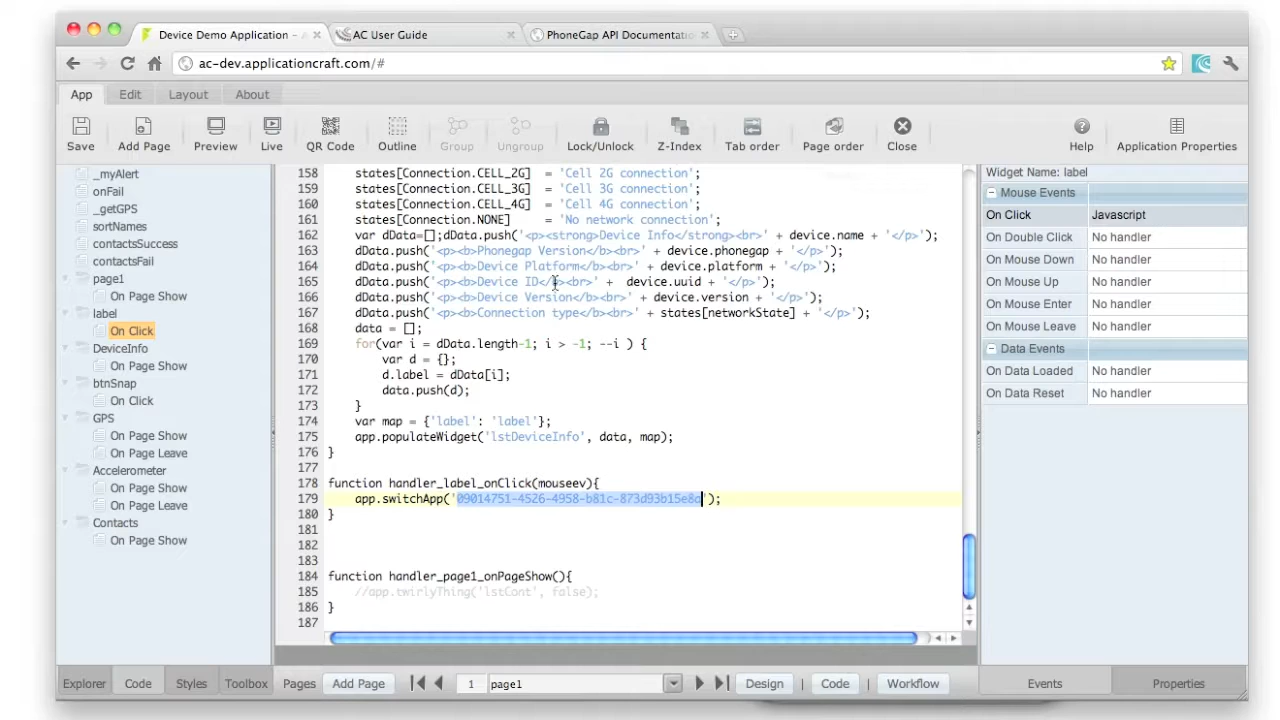 Device Demo Application - A
AC User Guide
PhoneGap API Documentatio
ac-dev.applicationcraft.com/#
App
Edit
Layout
About
Save
Add Page
Preview
Live
QR Code
Outline
Group
Ungroup
Lock/Unlock
Z-Index
Tab order
Page order
Close
Help
Application Properties
_myAlert
onFail
_getGPS
sortNames
contactsSuccess
contactsFail
page1
On Page Show
label
On Click
DeviceInfo
On Page Show
btnSnap
On Click
GPS
On Page Show
On Page Leave
Accelerometer
On Page Show
On Page Leave
Contacts
On Page Show
158 states[Connection.CELL_2G] = 'Cell 2G connection';
159 states[Connection.CELL_3G] = 'Cell 3G connection';
160 states[Connection.CELL_4G] = 'Cell 4G connection';
161 states[Connection.NONE] = 'No network connection';
162 var dData=[];dData.push('<p><strong>Device Info</strong><br>' + device.name + '</p>');
163 dData.push('<p><b>Phonegap Version</b><br>' + device.phonegap + '</p>');
164 dData.push('<p><b>Device Platform</b><br>' + device.platform + '</p>');
165 dData.push('<p><b>Device ID</b><br>' + device.uuid + '</p>');
166 dData.push('<p><b>Device Version</b><br>' + device.version + '</p>');
167 dData.push('<p><b>Connection type</b><br>' + states[networkState] + '</p>');
168 data = [];
169 for(var i = dData.length-1; i > -1; --i ) {
170 var d = {};
171 d.label = dData[i];
172 data.push(d);
173 }
174 var map = {'label': 'label'};
175 app.populateWidget('lstDeviceInfo', data, map);
176 }
177
178 function handler_label_onClick(mouseev){
179 app.switchApp('09014751-4526-4958-b81c-873d93b15e8a');
180 }
181
182
183
184 function handler_page1_onPageShow(){
185 //app.twirlyThing('lstCont', false);
186 }
187
Widget Name: label
Mouse Events
On Click Javascript
On Double Click No handler
On Mouse Down No handler
On Mouse Up No handler
On Mouse Enter No handler
On Mouse Leave No handler
Data Events
On Data Loaded No handler
On Data Reset No handler
Explorer
Code
Styles
Toolbox
Pages
Add Page
1
page1
Design
Code
Workflow
Events
Properties